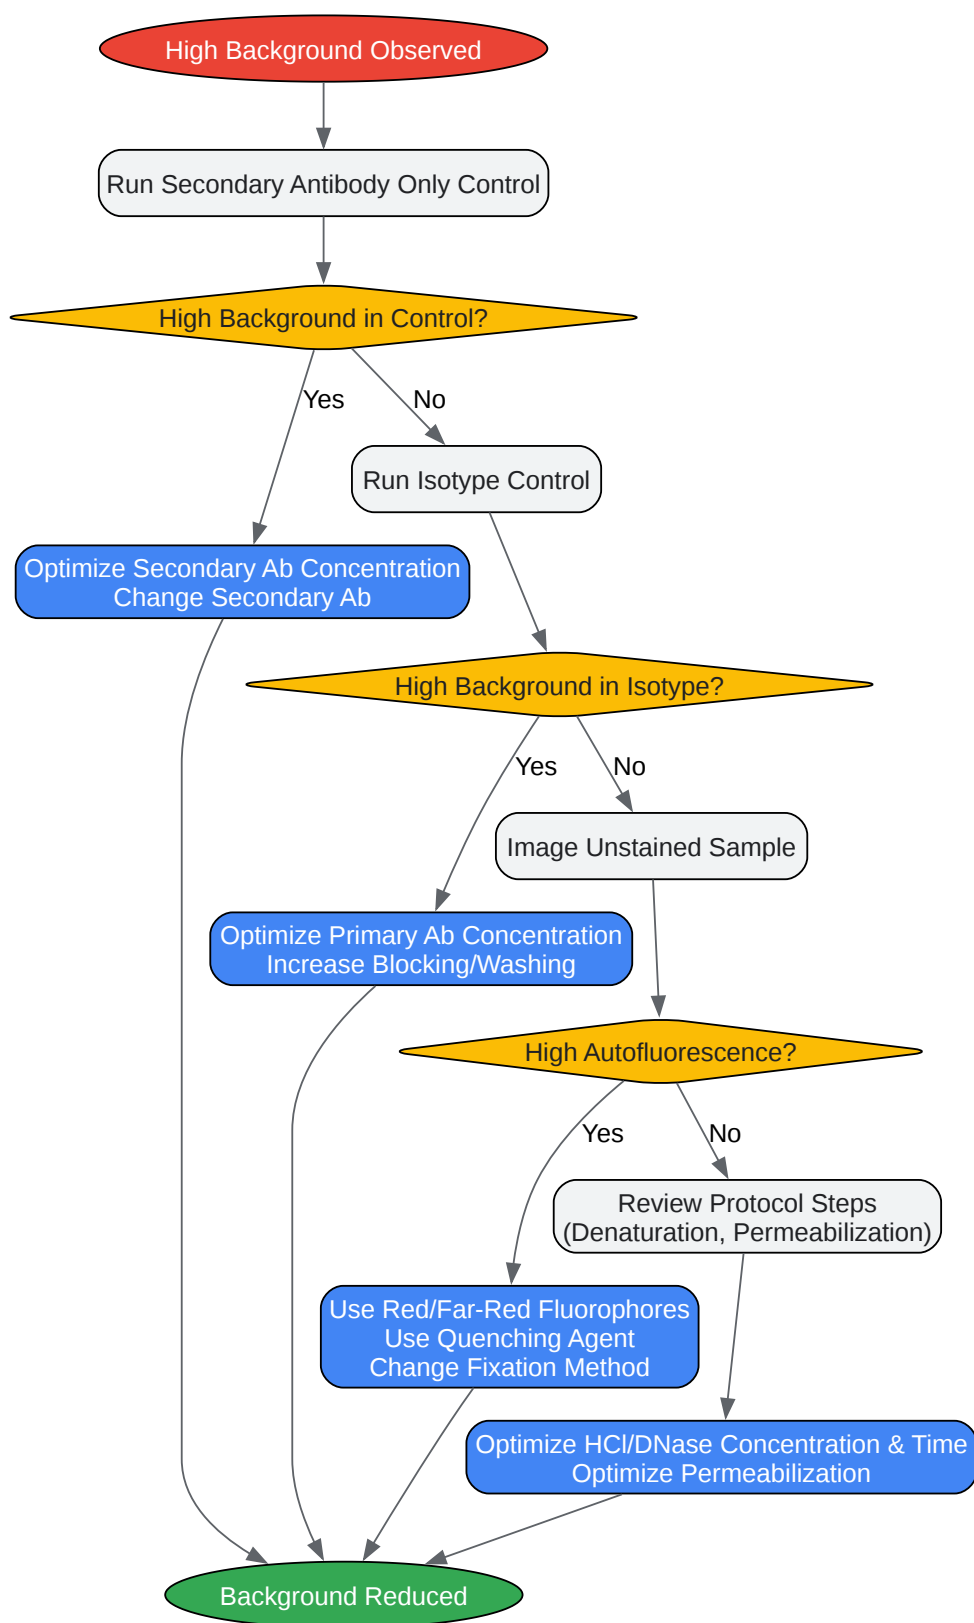 High Background Observed
Run Secondary Antibody Only Control
High Background in Control?
Yes
No
Run Isotype Control
Optimize Secondary Ab Concentration
Change Secondary Ab
High Background in Isotype?
Yes
No
Image Unstained Sample
Optimize Primary Ab Concentration
Increase Blocking/Washing
High Autofluorescence?
Yes
No
Review Protocol Steps
(Denaturation, Permeabilization)
Use Red/Far-Red Fluorophores
Use Quenching Agent
Change Fixation Method
Optimize HCl/DNase Concentration & Time
Optimize Permeabilization
Background Reduced